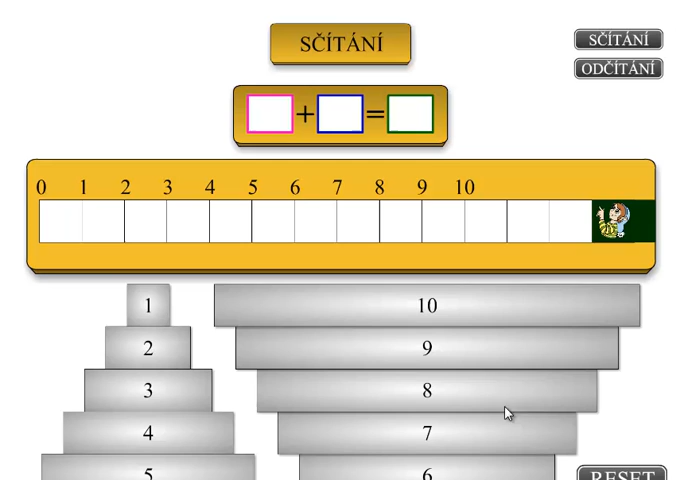 SČÍTÁNÍ
SČÍTÁNÍ
ODČÍTÁNÍ
+ =
0 1 2 3 4 5 6 7 8 9 10
1 10
2 9
3 8
4 7
5 6
RESET